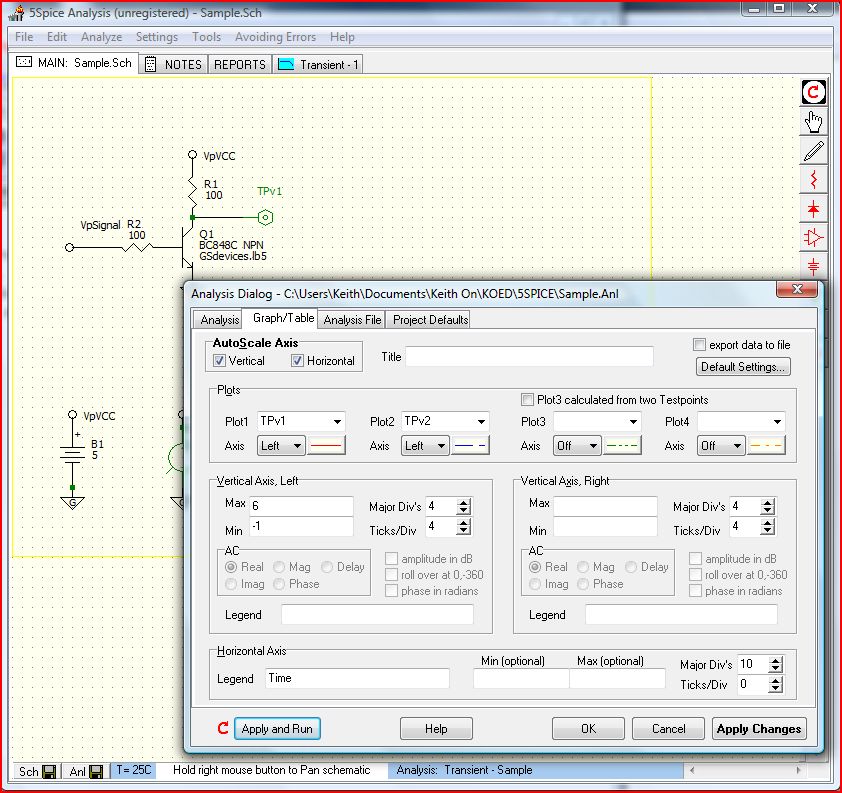 5Spice Analysis (unregistered) - Sample.Sch
File Edit Analyze Settings Tools Avoiding Errors Help
MAIN: Sample.Sch NOTES REPORTS Transient - 1
VpVCC
R1
100
TPv1
VpSignal R2
100
Q1
BC848C NPN
GSdevices.lb5
VpVCC
+
B1
5
G
Analysis Dialog - C:\Users\Keith\Documents\Keith On\KOED\5SPICE\Sample.Anl
Analysis Graph/Table Analysis File Project Defaults
AutoScale Axis
Vertical Horizontal
Title
export data to file
Default Settings...
Plots
Plot3 calculated from two Testpoints
Plot1 TPv1 Plot2 TPv2 Plot3 Plot4
Axis Left Axis Left Axis Off Axis Off
Vertical Axis, Left
Max 6 Major Div's 4
Min -1 Ticks/Div 4
AC
Real Mag Delay
Imag Phase
amplitude in dB
roll over at 0,-360
phase in radians
Legend
Vertical Axis, Right
Max Major Div's 4
Min Ticks/Div 4
AC
Real Mag Delay
Imag Phase
amplitude in dB
roll over at 0,-360
phase in radians
Legend
Horizontal Axis
Min (optional) Max (optional) Major Div's 10
Legend Time Ticks/Div 0
Apply and Run Help OK Cancel Apply Changes
Sch Anl T= 25C Hold right mouse button to Pan schematic Analysis: Transient - Sample